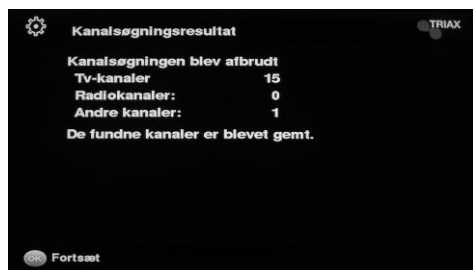 Kanalsøgningsresultat
TRIAX
Kanalsøgningen blev afbrudt
Tv-kanaler 15
Radiokanaler: 0
Andre kanaler: 1
De fundne kanaler er blevet gemt.
OK Fortsæt